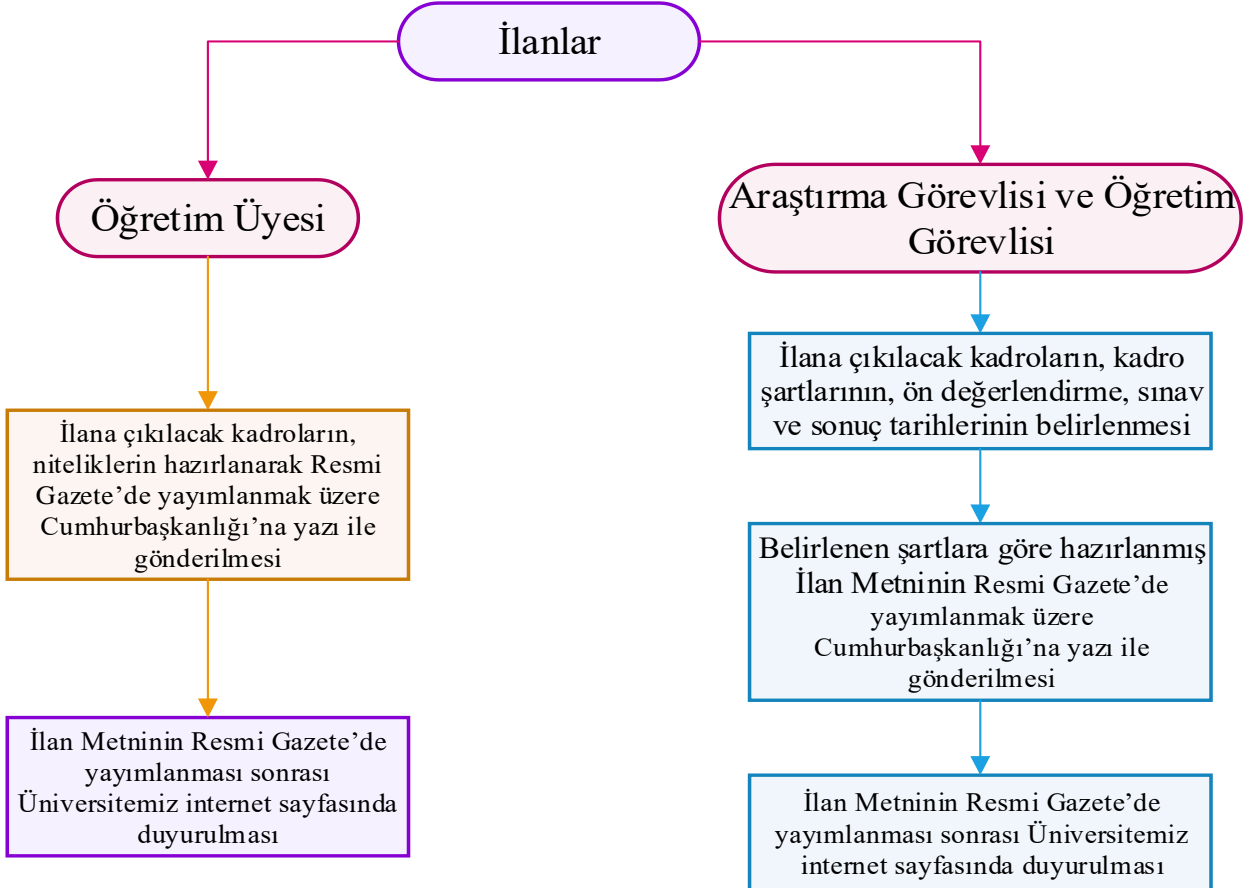 İlanlar
Öğretim Üyesi
Araştırma Görevlisi ve Öğretim
Görevlisi
İlana çıkılacak kadroların,
niteliklerin hazırlanarak Resmi
Gazete’de yayımlanmak üzere
Cumhurbaşkanlığı’na yazı ile
gönderilmesi
İlan Metninin Resmi Gazete’de
yayımlanması sonrası
Üniversitemiz internet sayfasında
duyurulması
İlana çıkılacak kadroların, kadro
şartlarının, ön değerlendirme, sınav
ve sonuç tarihlerinin belirlenmesi
Belirlenen şartlara göre hazırlanmış
İlan Metninin Resmi Gazete’de
yayımlanmak üzere
Cumhurbaşkanlığı’na yazı ile
gönderilmesi
İlan Metninin Resmi Gazete’de
yayımlanması sonrası Üniversitemiz
internet sayfasında duyurulması